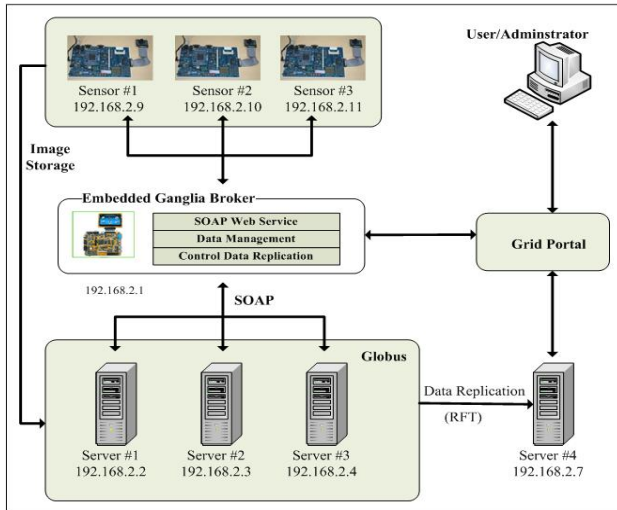 User/Adminstrator
Sensor #1
192.168.2.9
Sensor #2
192.168.2.10
Sensor #3
192.168.2.11
Image
Storage
Embedded Ganglia Broker
SOAP Web Service
Data Management
Control Data Replication
192.168.2.1
Grid Portal
SOAP
Globus
Server #1
192.168.2.2
Server #2
192.168.2.3
Server #3
192.168.2.4
Data Replication
(RFT)
Server #4
192.168.2.7